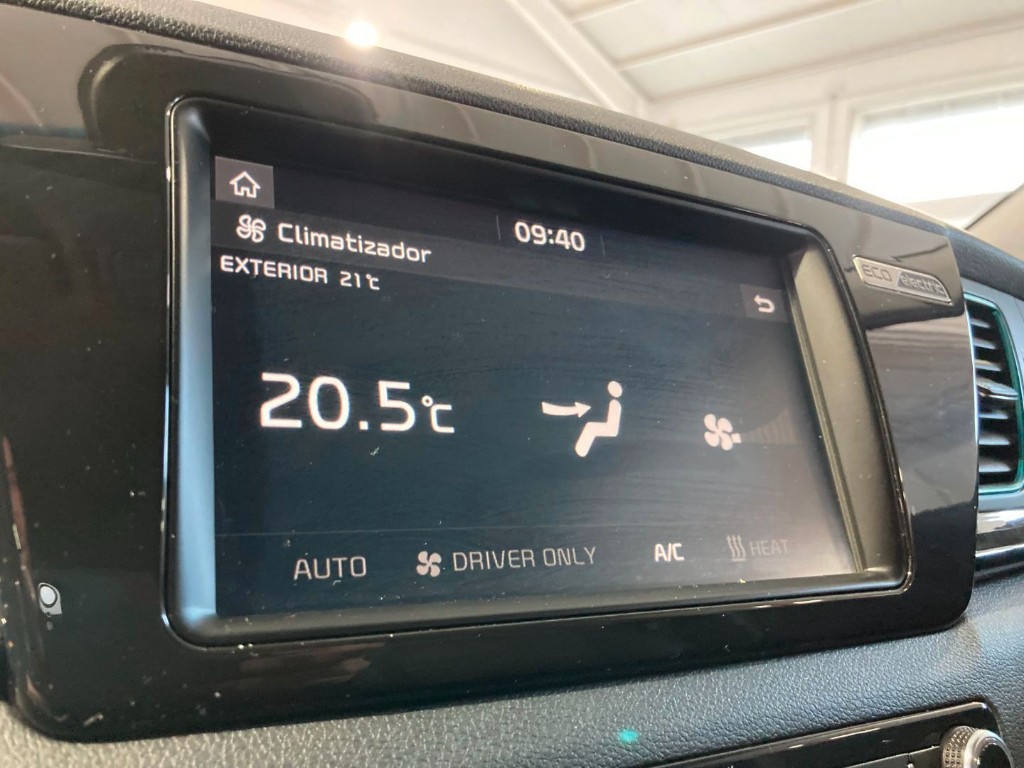 09:40
Climatizador
EXTERIOR 21℃
20.5℃
AUTO DRIVER ONLY A/C HEAT
ECO electric